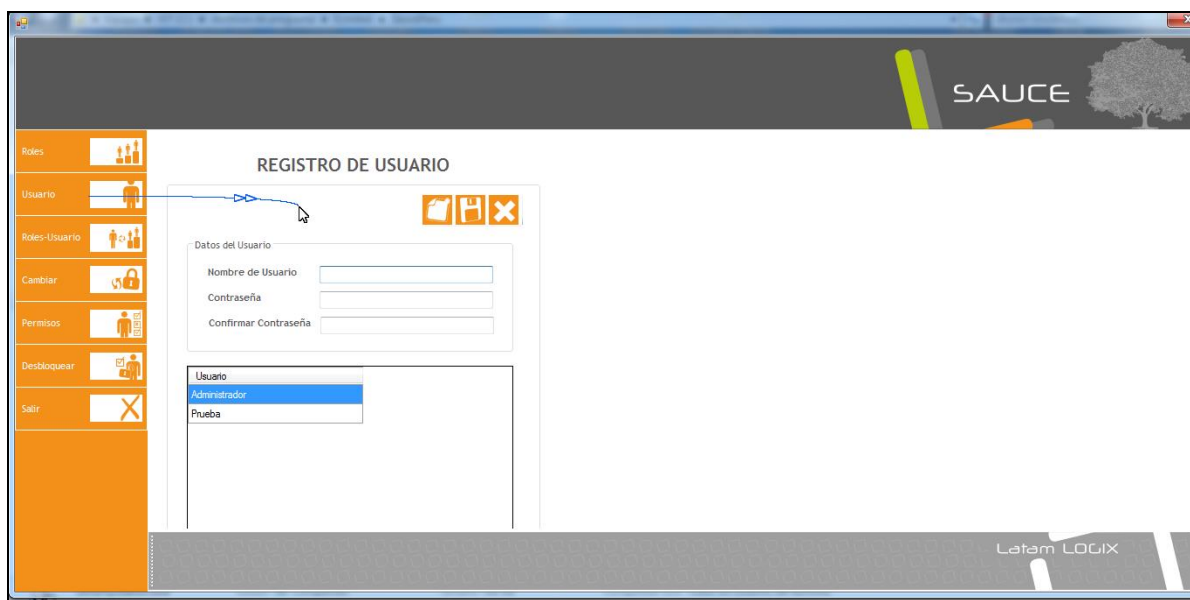 SAUCE
Roles
Usuario
Roles-Usuario
Cambiar
Permisos
Desbloquear
Salir
REGISTRO DE USUARIO
Datos del Usuario
Nombre de Usuario
Contraseña
Confirmar Contraseña
Usuario
Administrador
Prueba
Latam LOGIX